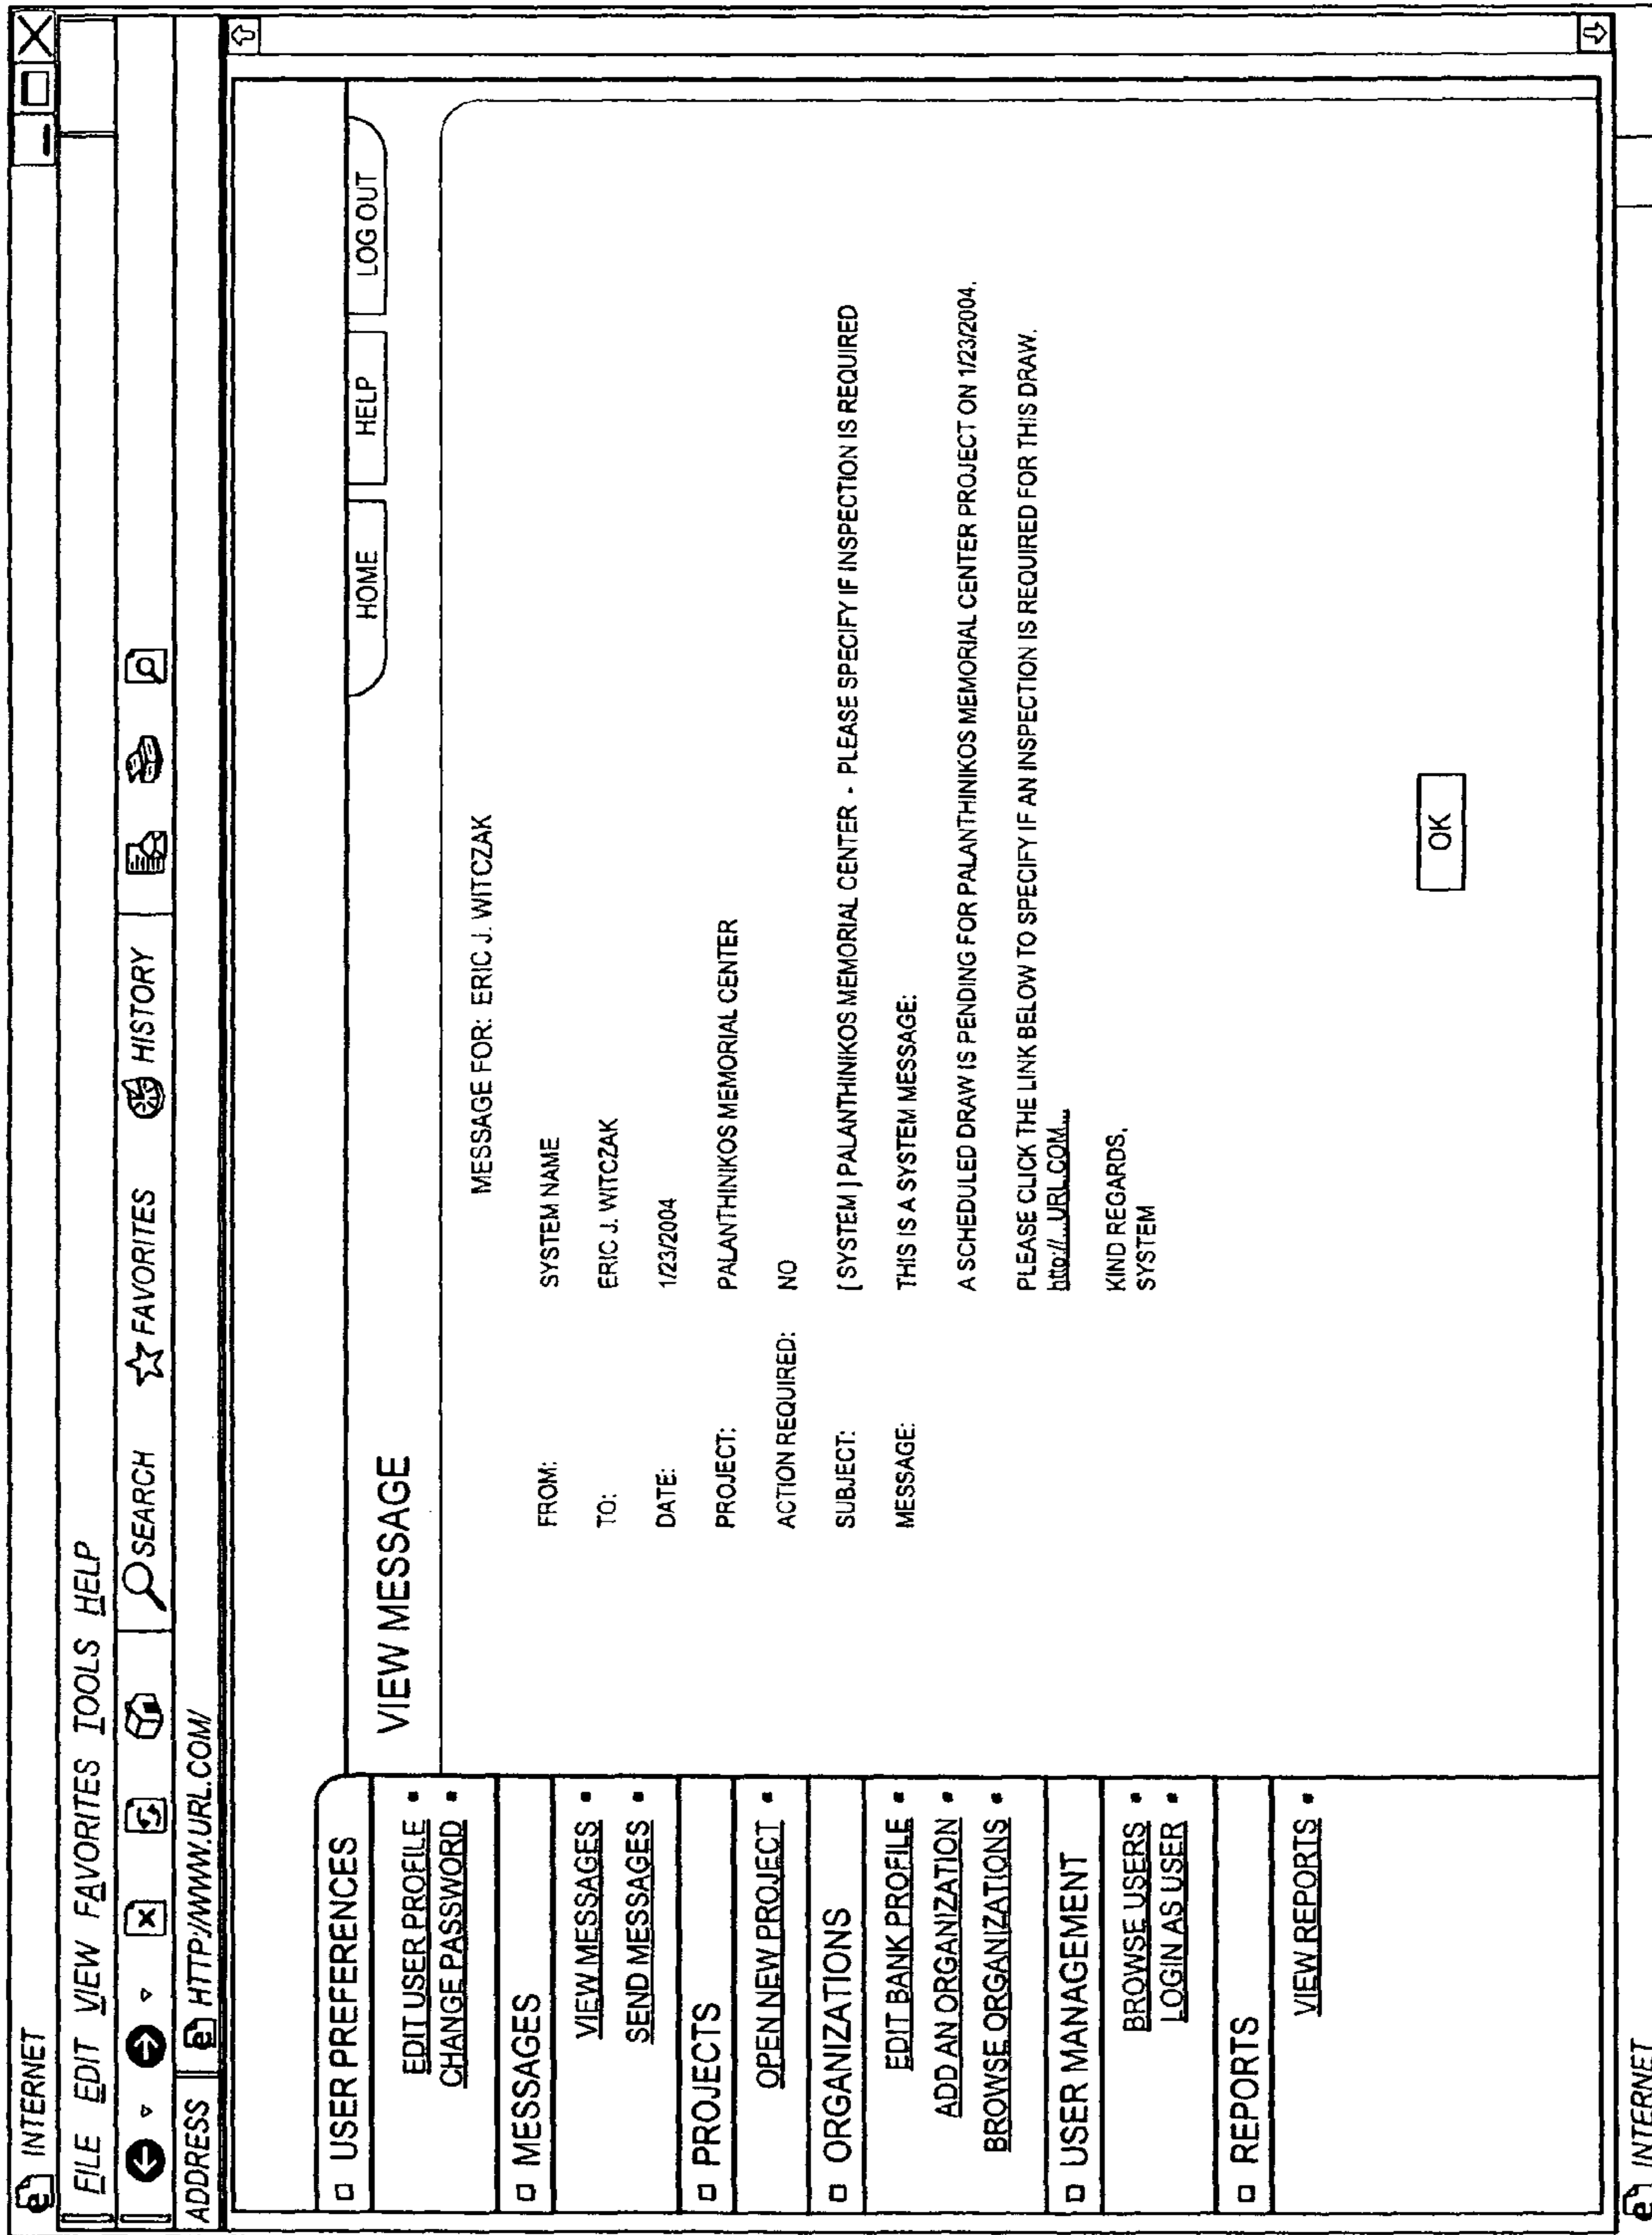 INTERNET
FILE EDIT VIEW FAVORITES TOOLS HELP
SEARCH FAVORITES HISTORY
ADDRESS HTTP://WWW.URL.COM/
HOME HELP LOG OUT
VIEW MESSAGE
USER PREFERENCES
EDIT USER PROFILE
CHANGE PASSWORD
MESSAGES
VIEW MESSAGES
SEND MESSAGES
PROJECTS
OPEN NEW PROJECT
ORGANIZATIONS
EDIT BANK PROFILE
ADD AN ORGANIZATION
BROWSE ORGANIZATIONS
USER MANAGEMENT
BROWSE USERS
LOGIN AS USER
REPORTS
VIEW REPORTS
MESSAGE FOR: ERIC J. WITCZAK
FROM: SYSTEM NAME
TO: ERIC J. WITCZAK
DATE: 1/23/2004
PROJECT: PALANTHINIKOS MEMORIAL CENTER
ACTION REQUIRED: NO
SUBJECT: [SYSTEM] PALANTHINIKOS MEMORIAL CENTER - PLEASE SPECIFY IF INSPECTION IS REQUIRED
MESSAGE: THIS IS A SYSTEM MESSAGE:
A SCHEDULED DRAW IS PENDING FOR PALANTHINIKOS MEMORIAL CENTER PROJECT ON 1/23/2004.
PLEASE CLICK THE LINK BELOW TO SPECIFY IF AN INSPECTION IS REQUIRED FOR THIS DRAW.
http://...URL.COM...
KIND REGARDS,
SYSTEM
OK
INTERNET